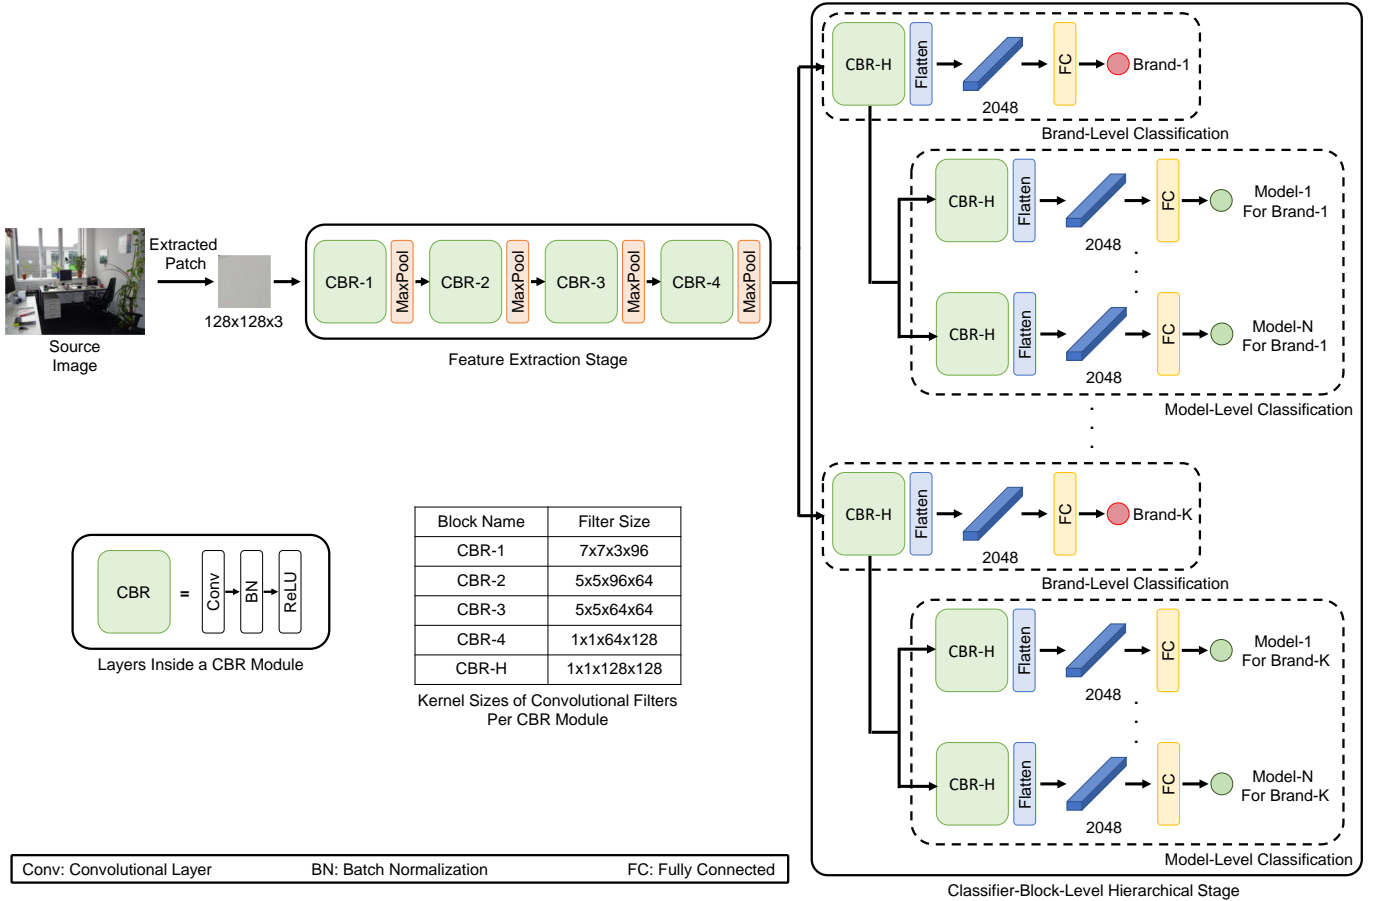 CBR-H
Flatten
2048
FC
Brand-1
Brand-Level Classification
CBR-H
Flatten
2048
FC
Model-1
For Brand-1
CBR-H
Flatten
2048
FC
Model-N
For Brand-1
Model-Level Classification
Extracted
Patch
128x128x3
Source
Image
CBR-1
MaxPool
CBR-2
MaxPool
CBR-3
MaxPool
CBR-4
MaxPool
Feature Extraction Stage
CBR-H
Flatten
2048
FC
Brand-K
Brand-Level Classification
CBR-H
Flatten
2048
FC
Model-1
For Brand-K
CBR-H
Flatten
2048
FC
Model-N
For Brand-K
Model-Level Classification
Classifier-Block-Level Hierarchical Stage
CBR
=
Conv
BN
ReLU
Layers Inside a CBR Module
Block Name Filter Size
CBR-1 7x7x3x96
CBR-2 5x5x96x64
CBR-3 5x5x64x64
CBR-4 1x1x64x128
CBR-H 1x1x128x128
Kernel Sizes of Convolutional Filters
Per CBR Module
Conv: Convolutional Layer BN: Batch Normalization FC: Fully Connected